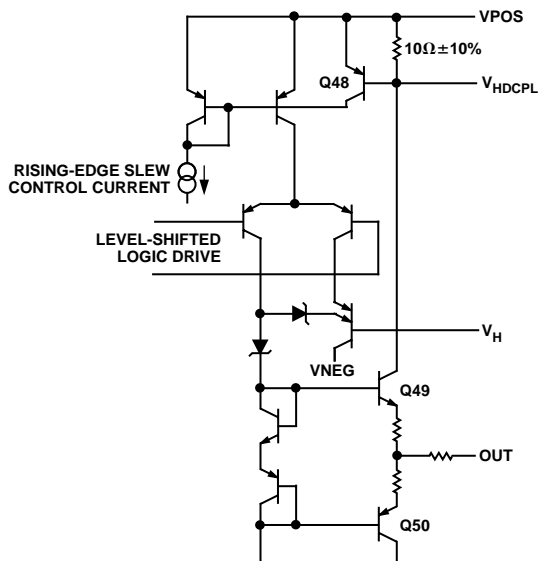 VPOS
10Ω±10%
Q48
VHDCPL
RISING-EDGE SLEW
CONTROL CURRENT
LEVEL-SHIFTED
LOGIC DRIVE
VH
VNEG
Q49
OUT
Q50